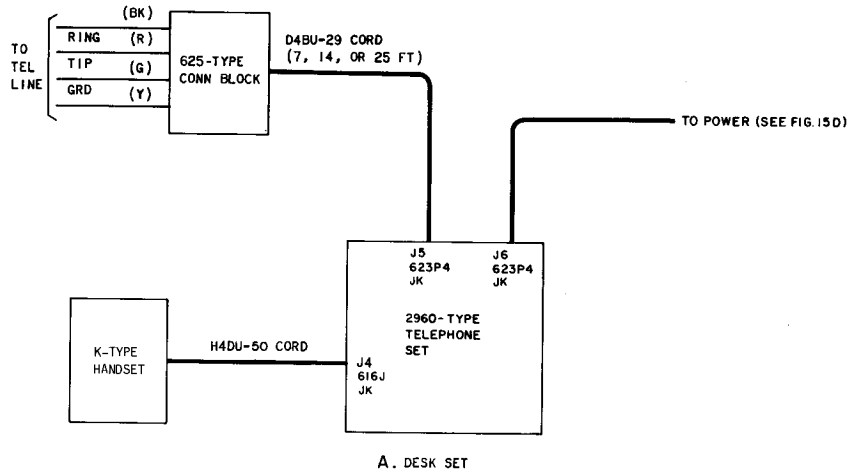 (BK)
RING (R)
TIP (G)
GRD (Y)
TO
TEL
LINE
625-TYPE
CONN BLOCK
D4BU-29 CORD
(7, 14, OR 25 FT)
TO POWER (SEE FIG. 15D)
J5
623P4
JK
J6
623P4
JK
2960-TYPE
TELEPHONE
SET
K-TYPE
HANDSET
H4DU-50 CORD
J4
616J
JK
A. DESK SET